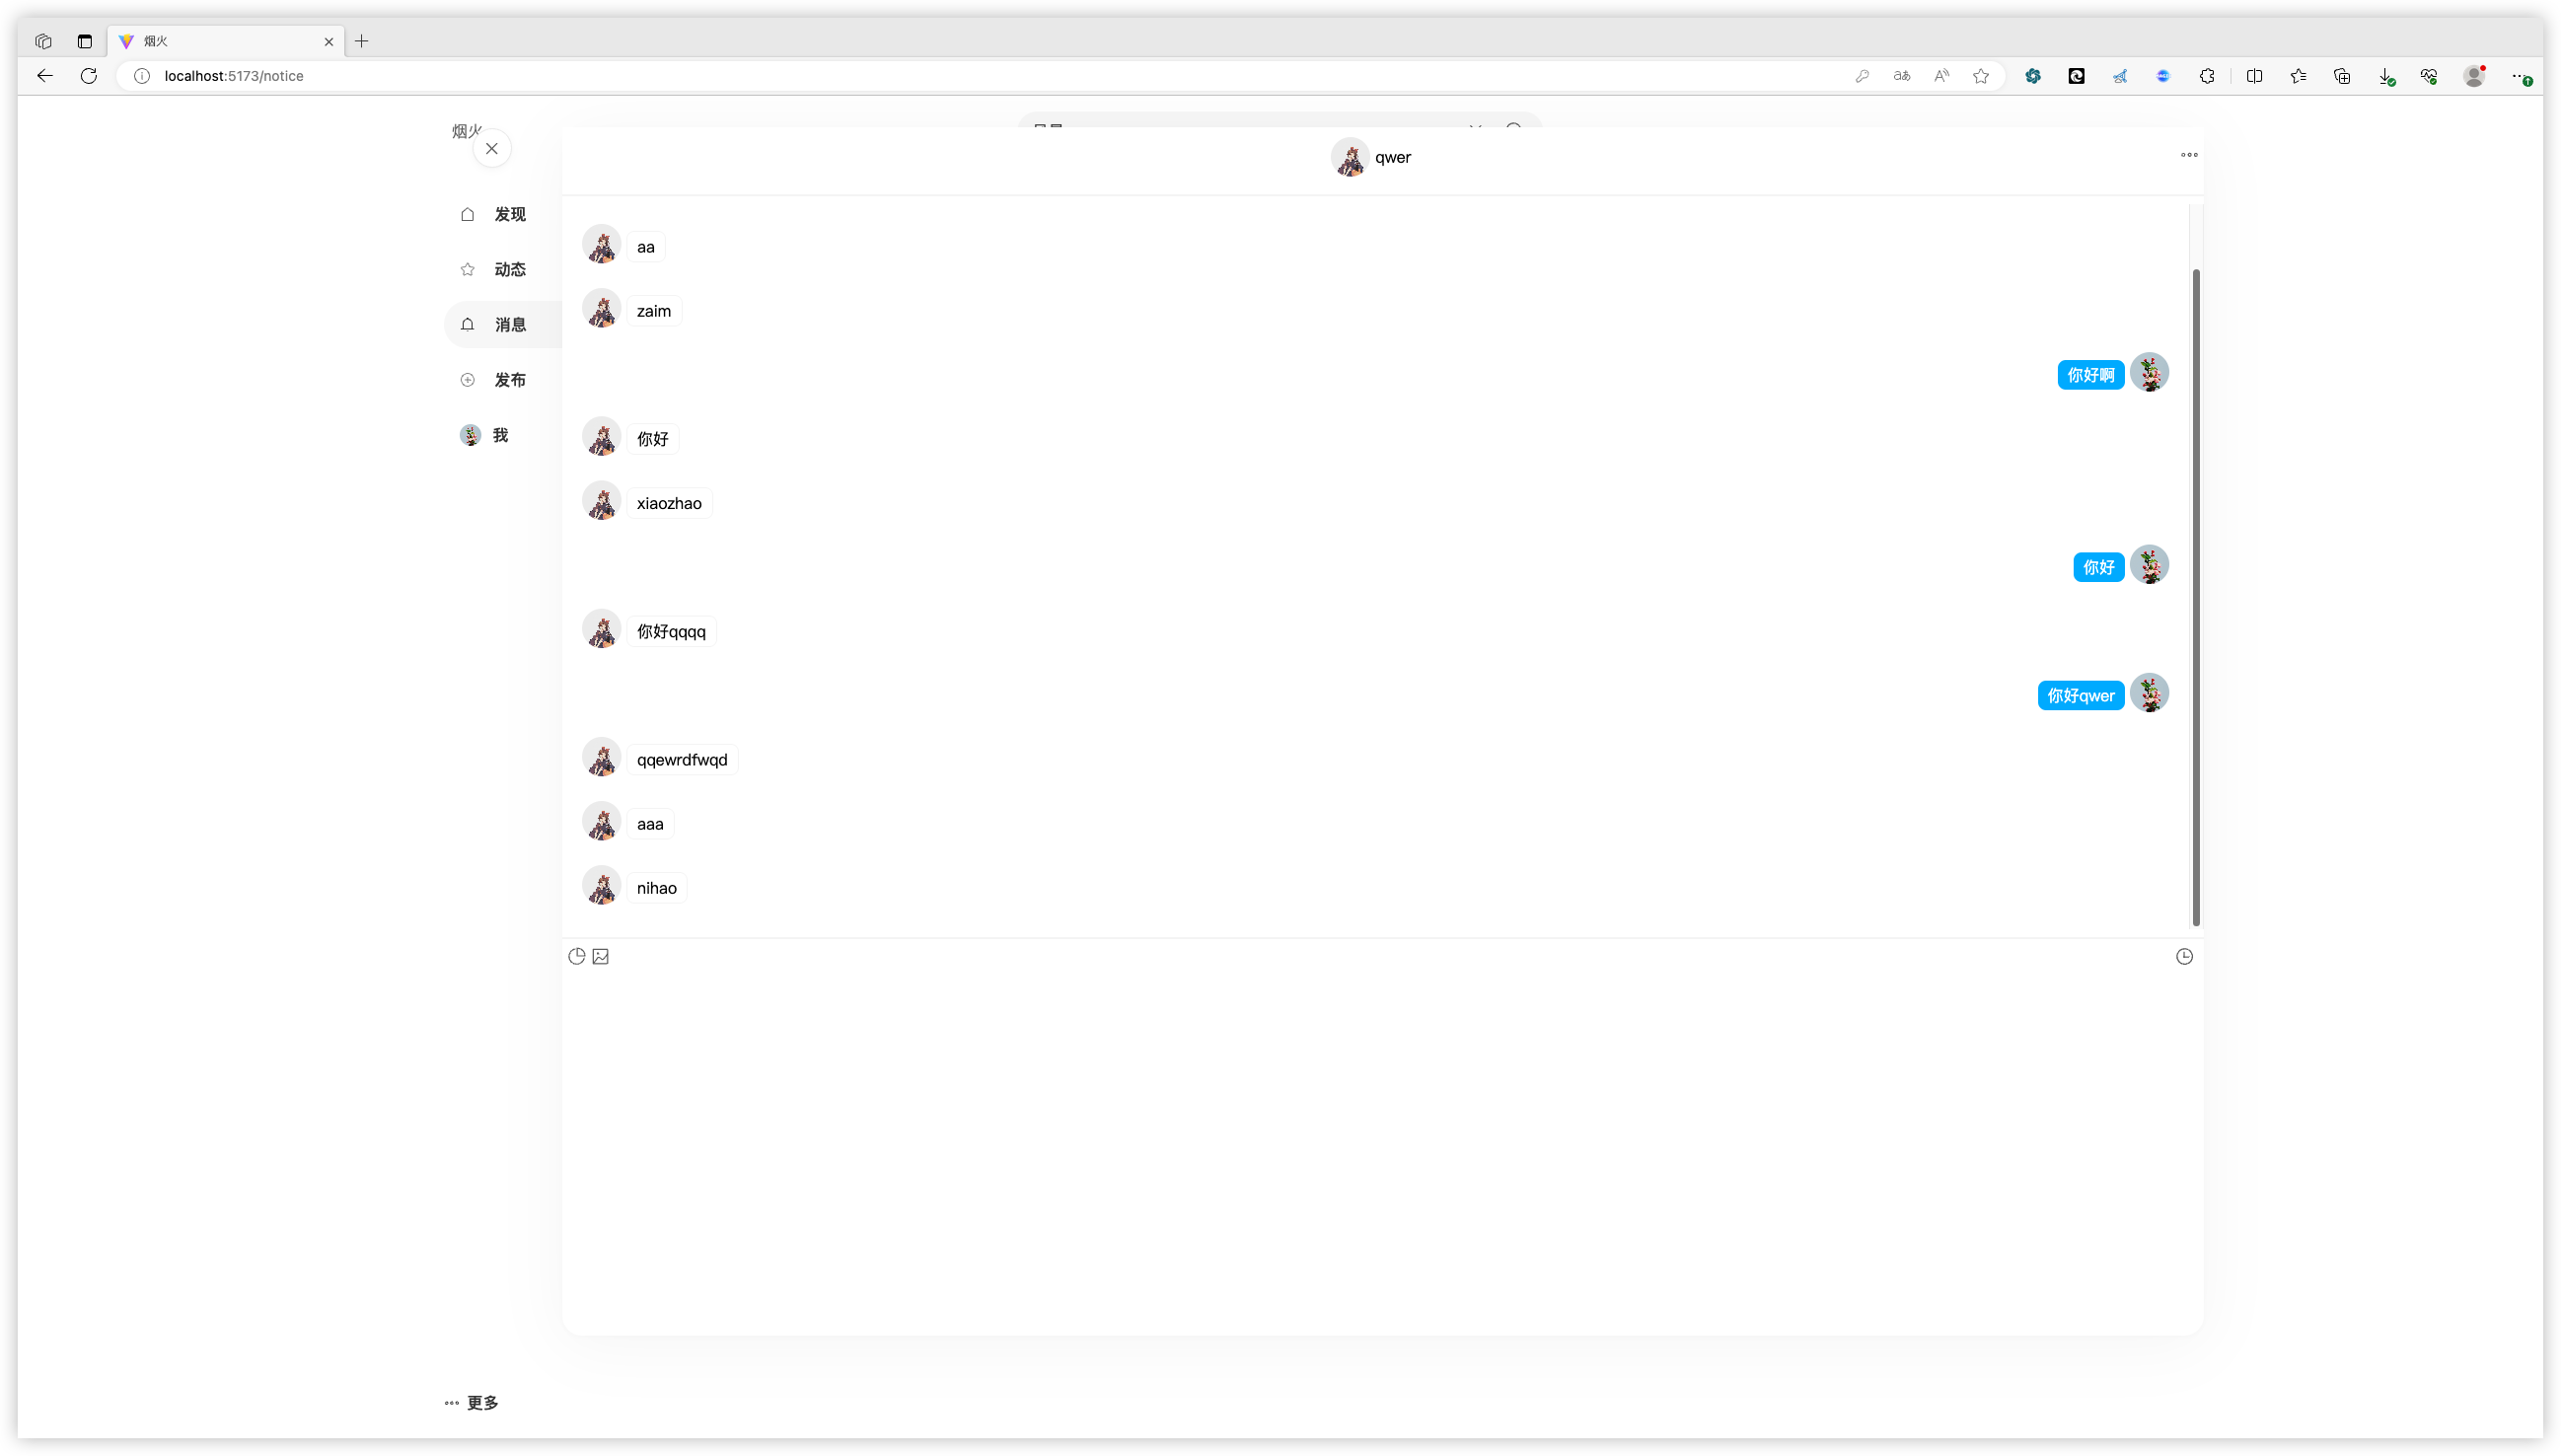 烟火
localhost:5173/notice
烟火
qwer
发现
动态
消息
发布
我
aa
zaim
你好啊
你好
xiaozhao
你好
你好qqqq
你好qwer
qqewrdfwqd
aaa
nihao
更多